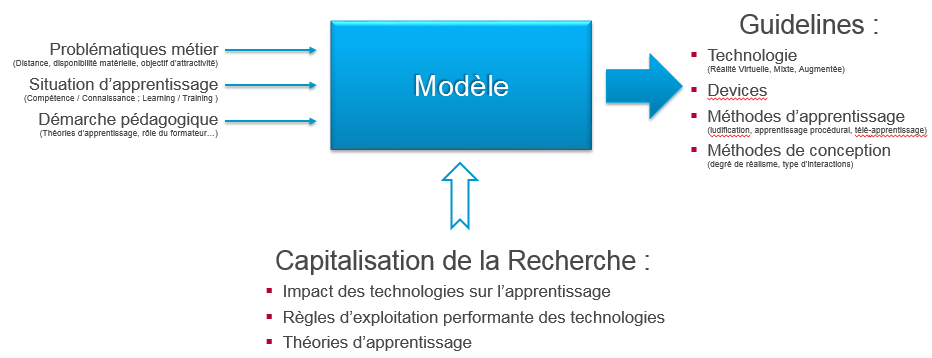 Problématiques métier
(Distance, disponibilité matérielle, objectif d'attractivité)
Situation d'apprentissage
(Compétence / Connaissance ; Learning / Training )
Démarche pédagogique
(Théories d'apprentissage, rôle du formateur…)
Modèle
Guidelines :
Technologie
(Réalité Virtuelle, Mixte, Augmentée)
Devices
Méthodes d'apprentissage
(ludification, apprentissage procédural, télé-apprentissage)
Méthodes de conception
(degré de réalisme, type d'interactions)
Capitalisation de la Recherche :
Impact des technologies sur l'apprentissage
Règles d'exploitation performante des technologies
Théories d'apprentissage